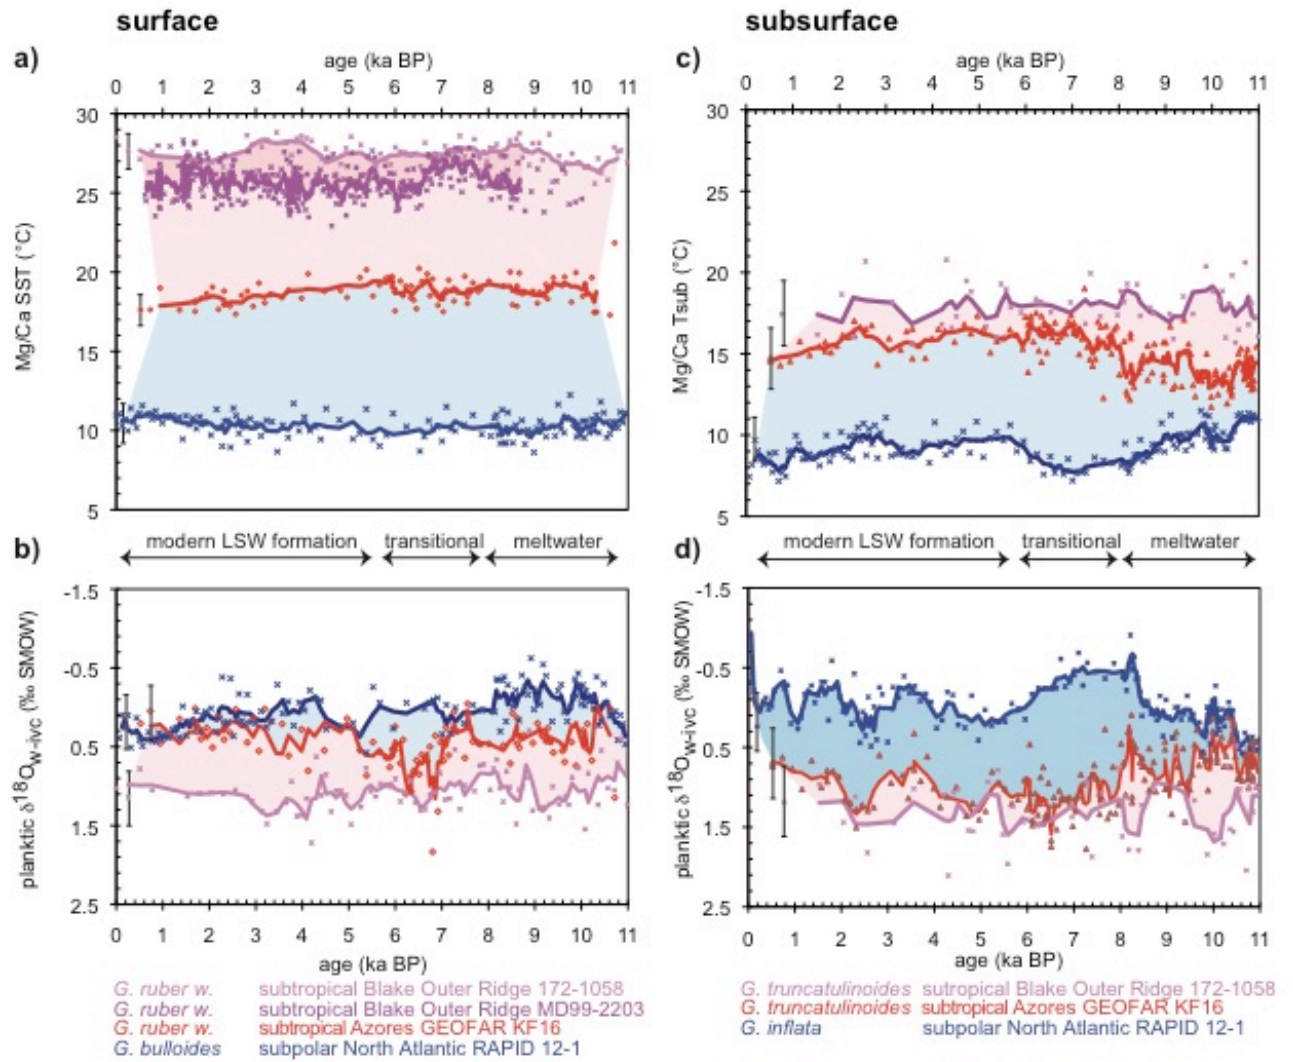 surface
subsurface
a)
age (ka BP)
0 1 2 3 4 5 6 7 8 9 10 11
30
25
20
15
10
5
Mg/Ca SST (°C)
c)
age (ka BP)
0 1 2 3 4 5 6 7 8 9 10 11
30
25
20
15
10
5
Mg/Ca Tsub (°C)
b)
modern LSW formation transitional meltwater
-1.5
-0.5
0.5
1.5
2.5
planktic δ18Ow-ivc (‰ SMOW)
0 1 2 3 4 5 6 7 8 9 10 11
age (ka BP)
d)
modern LSW formation transitional meltwater
-1.5
-0.5
0.5
1.5
2.5
planktic δ18Ow-ivc (‰ SMOW)
0 1 2 3 4 5 6 7 8 9 10 11
age (ka BP)
G. ruber w. subtropical Blake Outer Ridge 172-1058
G. ruber w. subtropical Blake Outer Ridge MD99-2203
G. ruber w. subtropical Azores GEOFAR KF16
G. bulloides subpolar North Atlantic RAPID 12-1
G. truncatulinoides sutropical Blake Outer Ridge 172-1058
G. truncatulinoides subtropical Azores GEOFAR KF16
G. inflata subpolar North Atlantic RAPID 12-1